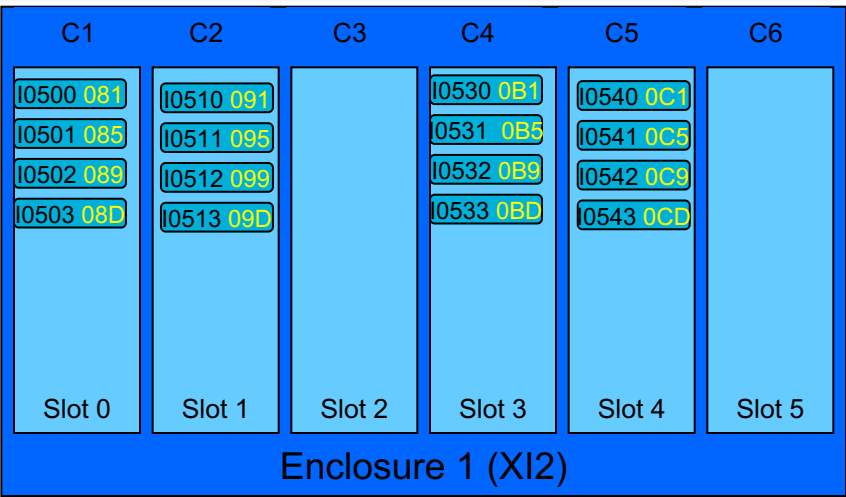 C1 C2 C3 C4 C5 C6
I0500 081
I0501 085
I0502 089
I0503 08D
Slot 0
I0510 091
I0511 095
I0512 099
I0513 09D
Slot 1
Slot 2
I0530 0B1
I0531 0B5
I0532 0B9
I0533 0BD
Slot 3
I0540 0C1
I0541 0C5
I0542 0C9
I0543 0CD
Slot 4
Slot 5
Enclosure 1 (XI2)